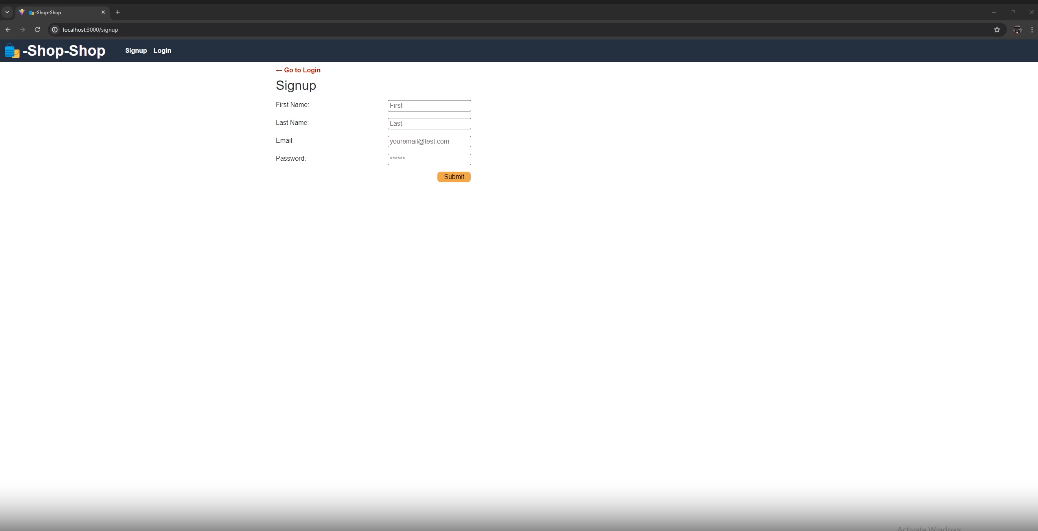 -Shop-Shop
localhost:3000/signup
-Shop-Shop
Signup Login
← Go to Login
Signup
First Name: First
Last Name: Last
Email: youremail@test.com
Password: ******
Submit
Activate Windows